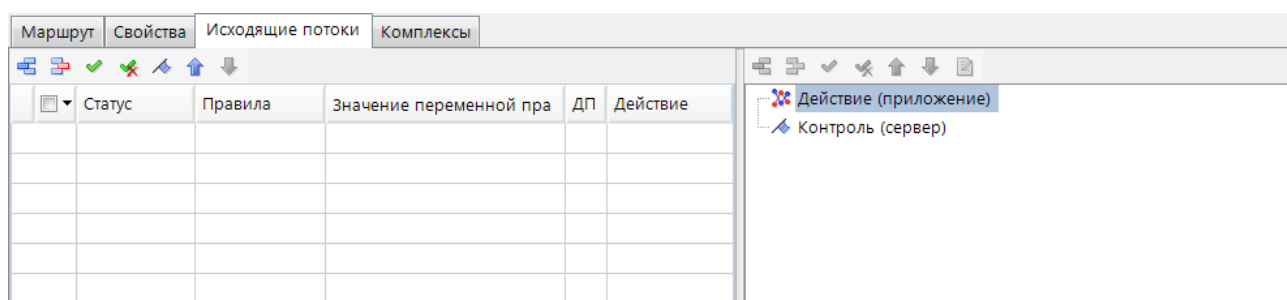 Маршрут Свойства Исходящие потоки Комплексы
Статус Правила Значение переменной пра ДП Действие
Действие (приложение)
Контроль (сервер)